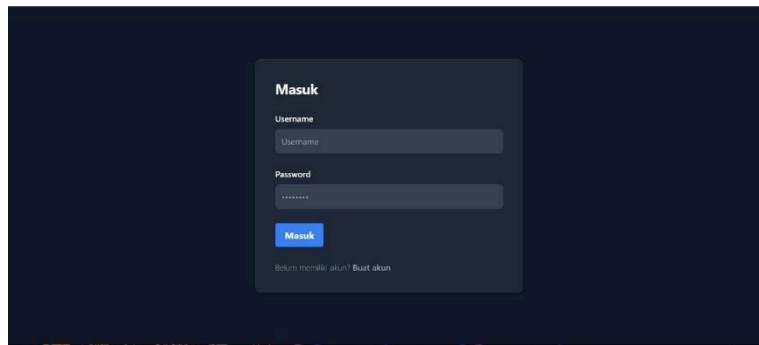 Masuk
Username
Username
Password
Masuk
Belum memiliki akun? Buat akun